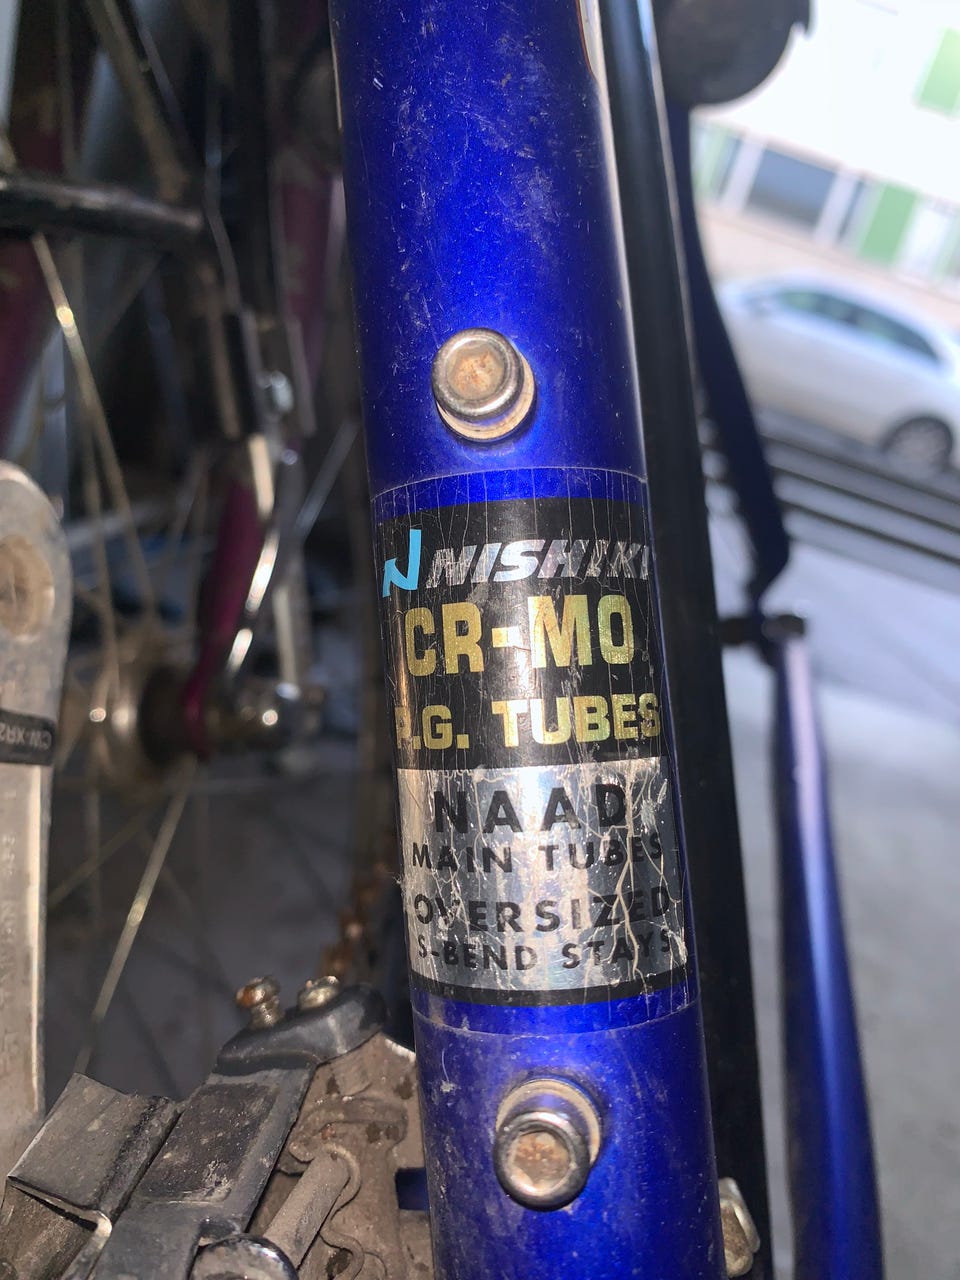 N NISHIKI
CR-MO
P.G. TUBES
NAAD
MAIN TUBES
OVERSIZED
S-BEND STAYS